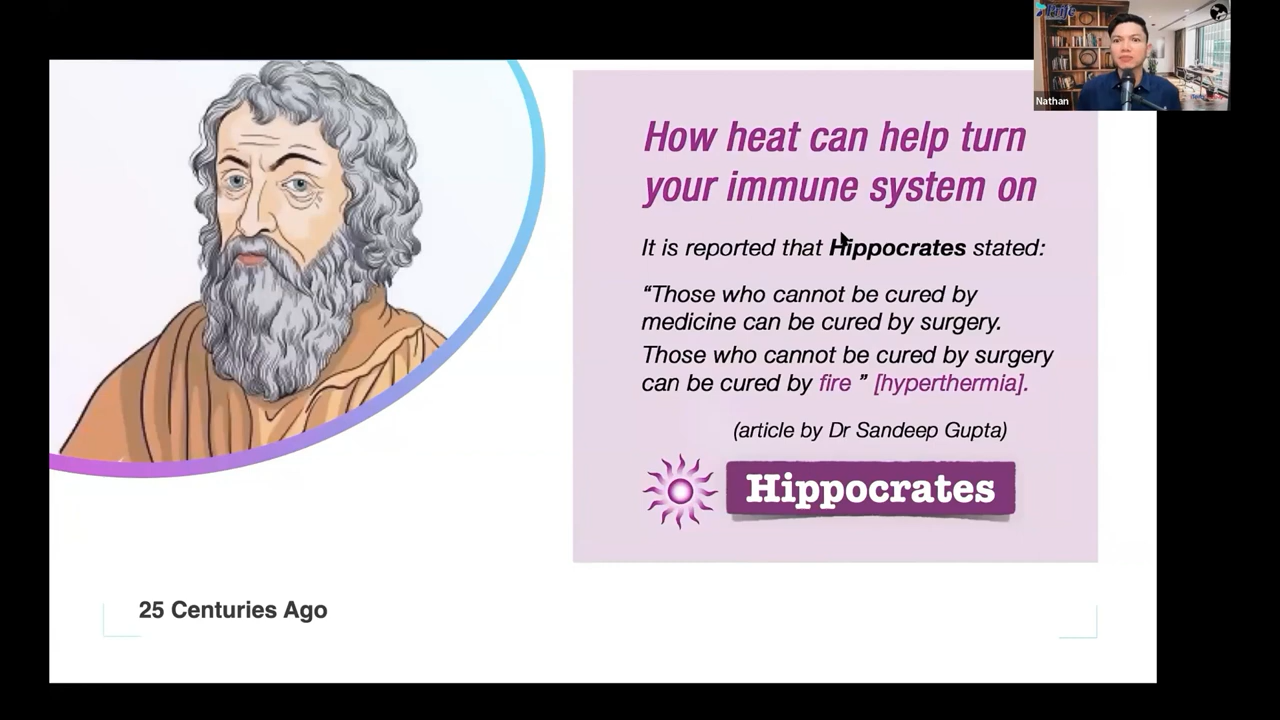 Nathan
How heat can help turn
your immune system on
It is reported that Hippocrates stated:
“Those who cannot be cured by
medicine can be cured by surgery.
Those who cannot be cured by surgery
can be cured by fire ” [hyperthermia].
(article by Dr Sandeep Gupta)
Hippocrates
25 Centuries Ago